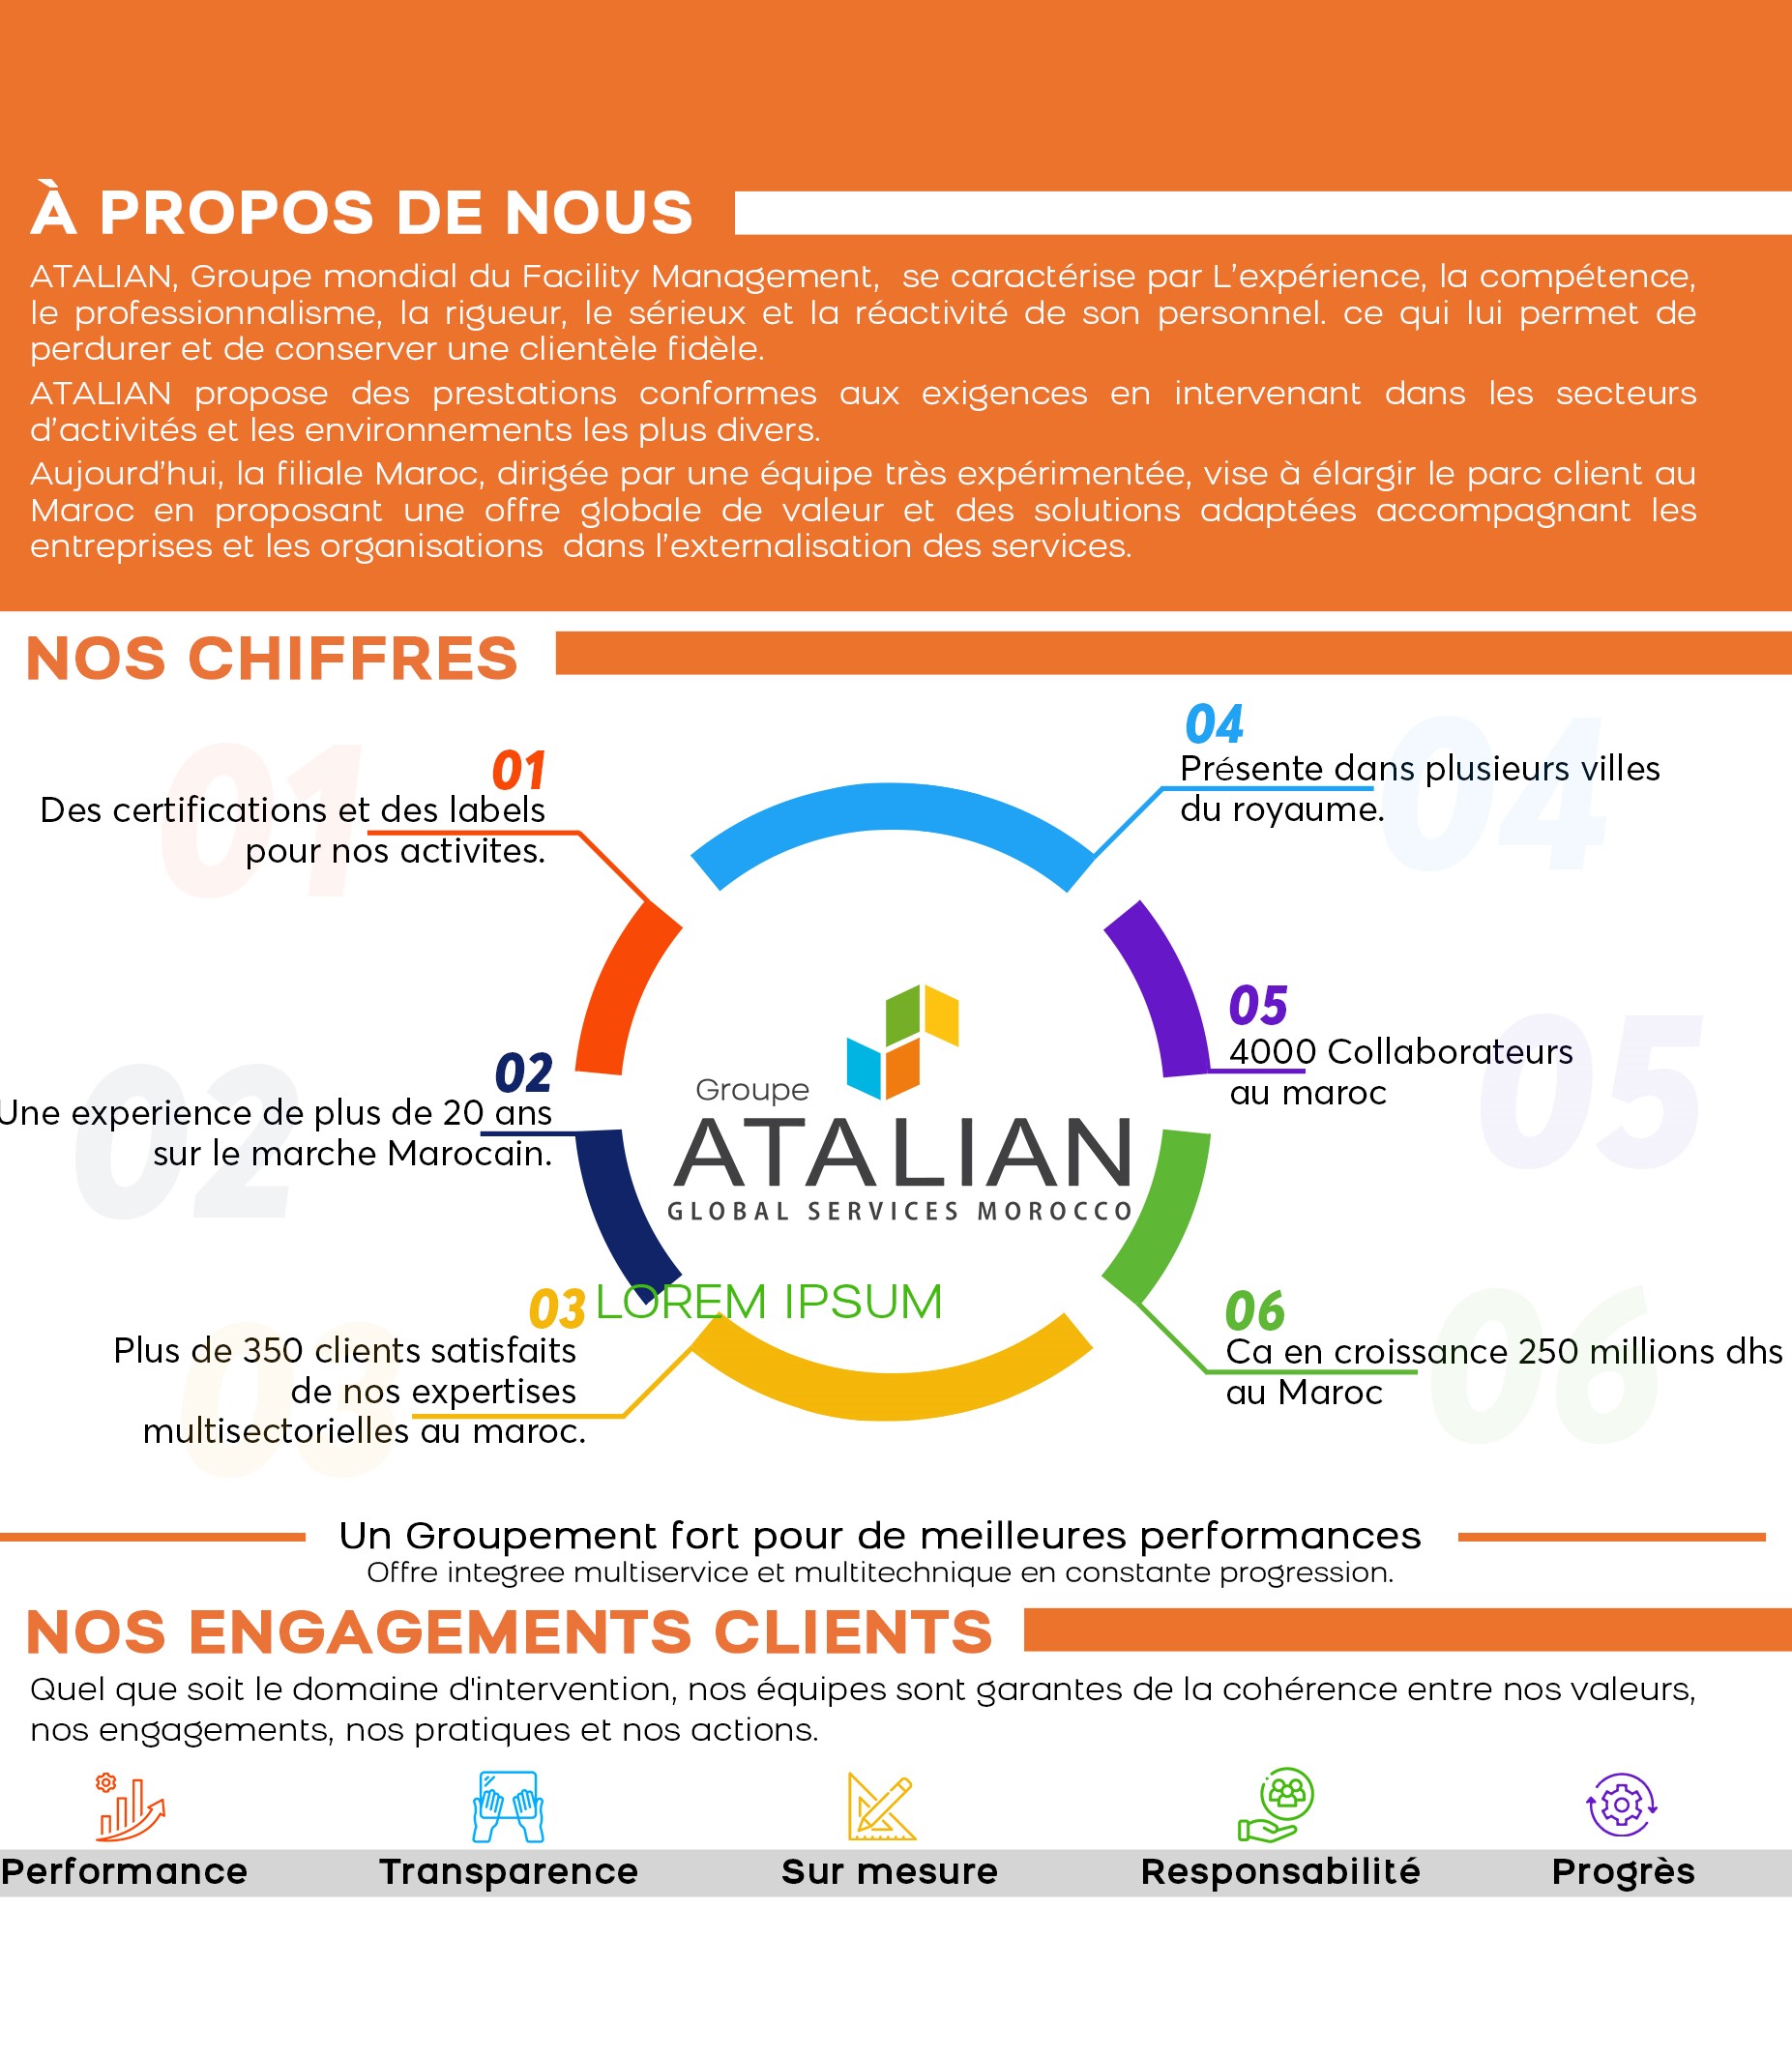 À PROPOS DE NOUS
ATALIAN, Groupe mondial du Facility Management,  se caractérise par L’expérience, la compétence,
le professionnalisme, la rigueur, le sérieux et la réactivité de son personnel. ce qui lui permet de
perdurer et de conserver une clientèle fidèle.
ATALIAN propose des prestations conformes aux exigences en intervenant dans les secteurs
d’activités et les environnements les plus divers.
Aujourd’hui, la filiale Maroc, dirigée par une équipe très expérimentée, vise à élargir le parc client au
Maroc en proposant une offre globale de valeur et des solutions adaptées accompagnant les
entreprises et les organisations  dans l’externalisation des services.
NOS CHIFFRES
01
01
Des certifications et des labels
pour nos activites.
02
02
Une experience de plus de 20 ans
sur le marche Marocain.
03
03
Plus de 350 clients satisfaits
de nos expertises
multisectorielles au maroc.
Groupe
ATALIAN
GLOBAL SERVICES MOROCCO
LOREM IPSUM
04
04
Présente dans plusieurs villes
du royaume.
05
05
4000 Collaborateurs
au maroc
06
06
Ca en croissance 250 millions dhs
au Maroc
Un Groupement fort pour de meilleures performances
Offre integree multiservice et multitechnique en constante progression.
NOS ENGAGEMENTS CLIENTS
Quel que soit le domaine d'intervention, nos équipes sont garantes de la cohérence entre nos valeurs,
nos engagements, nos pratiques et nos actions.
Performance
Transparence
Sur mesure
Responsabilité
Progrès